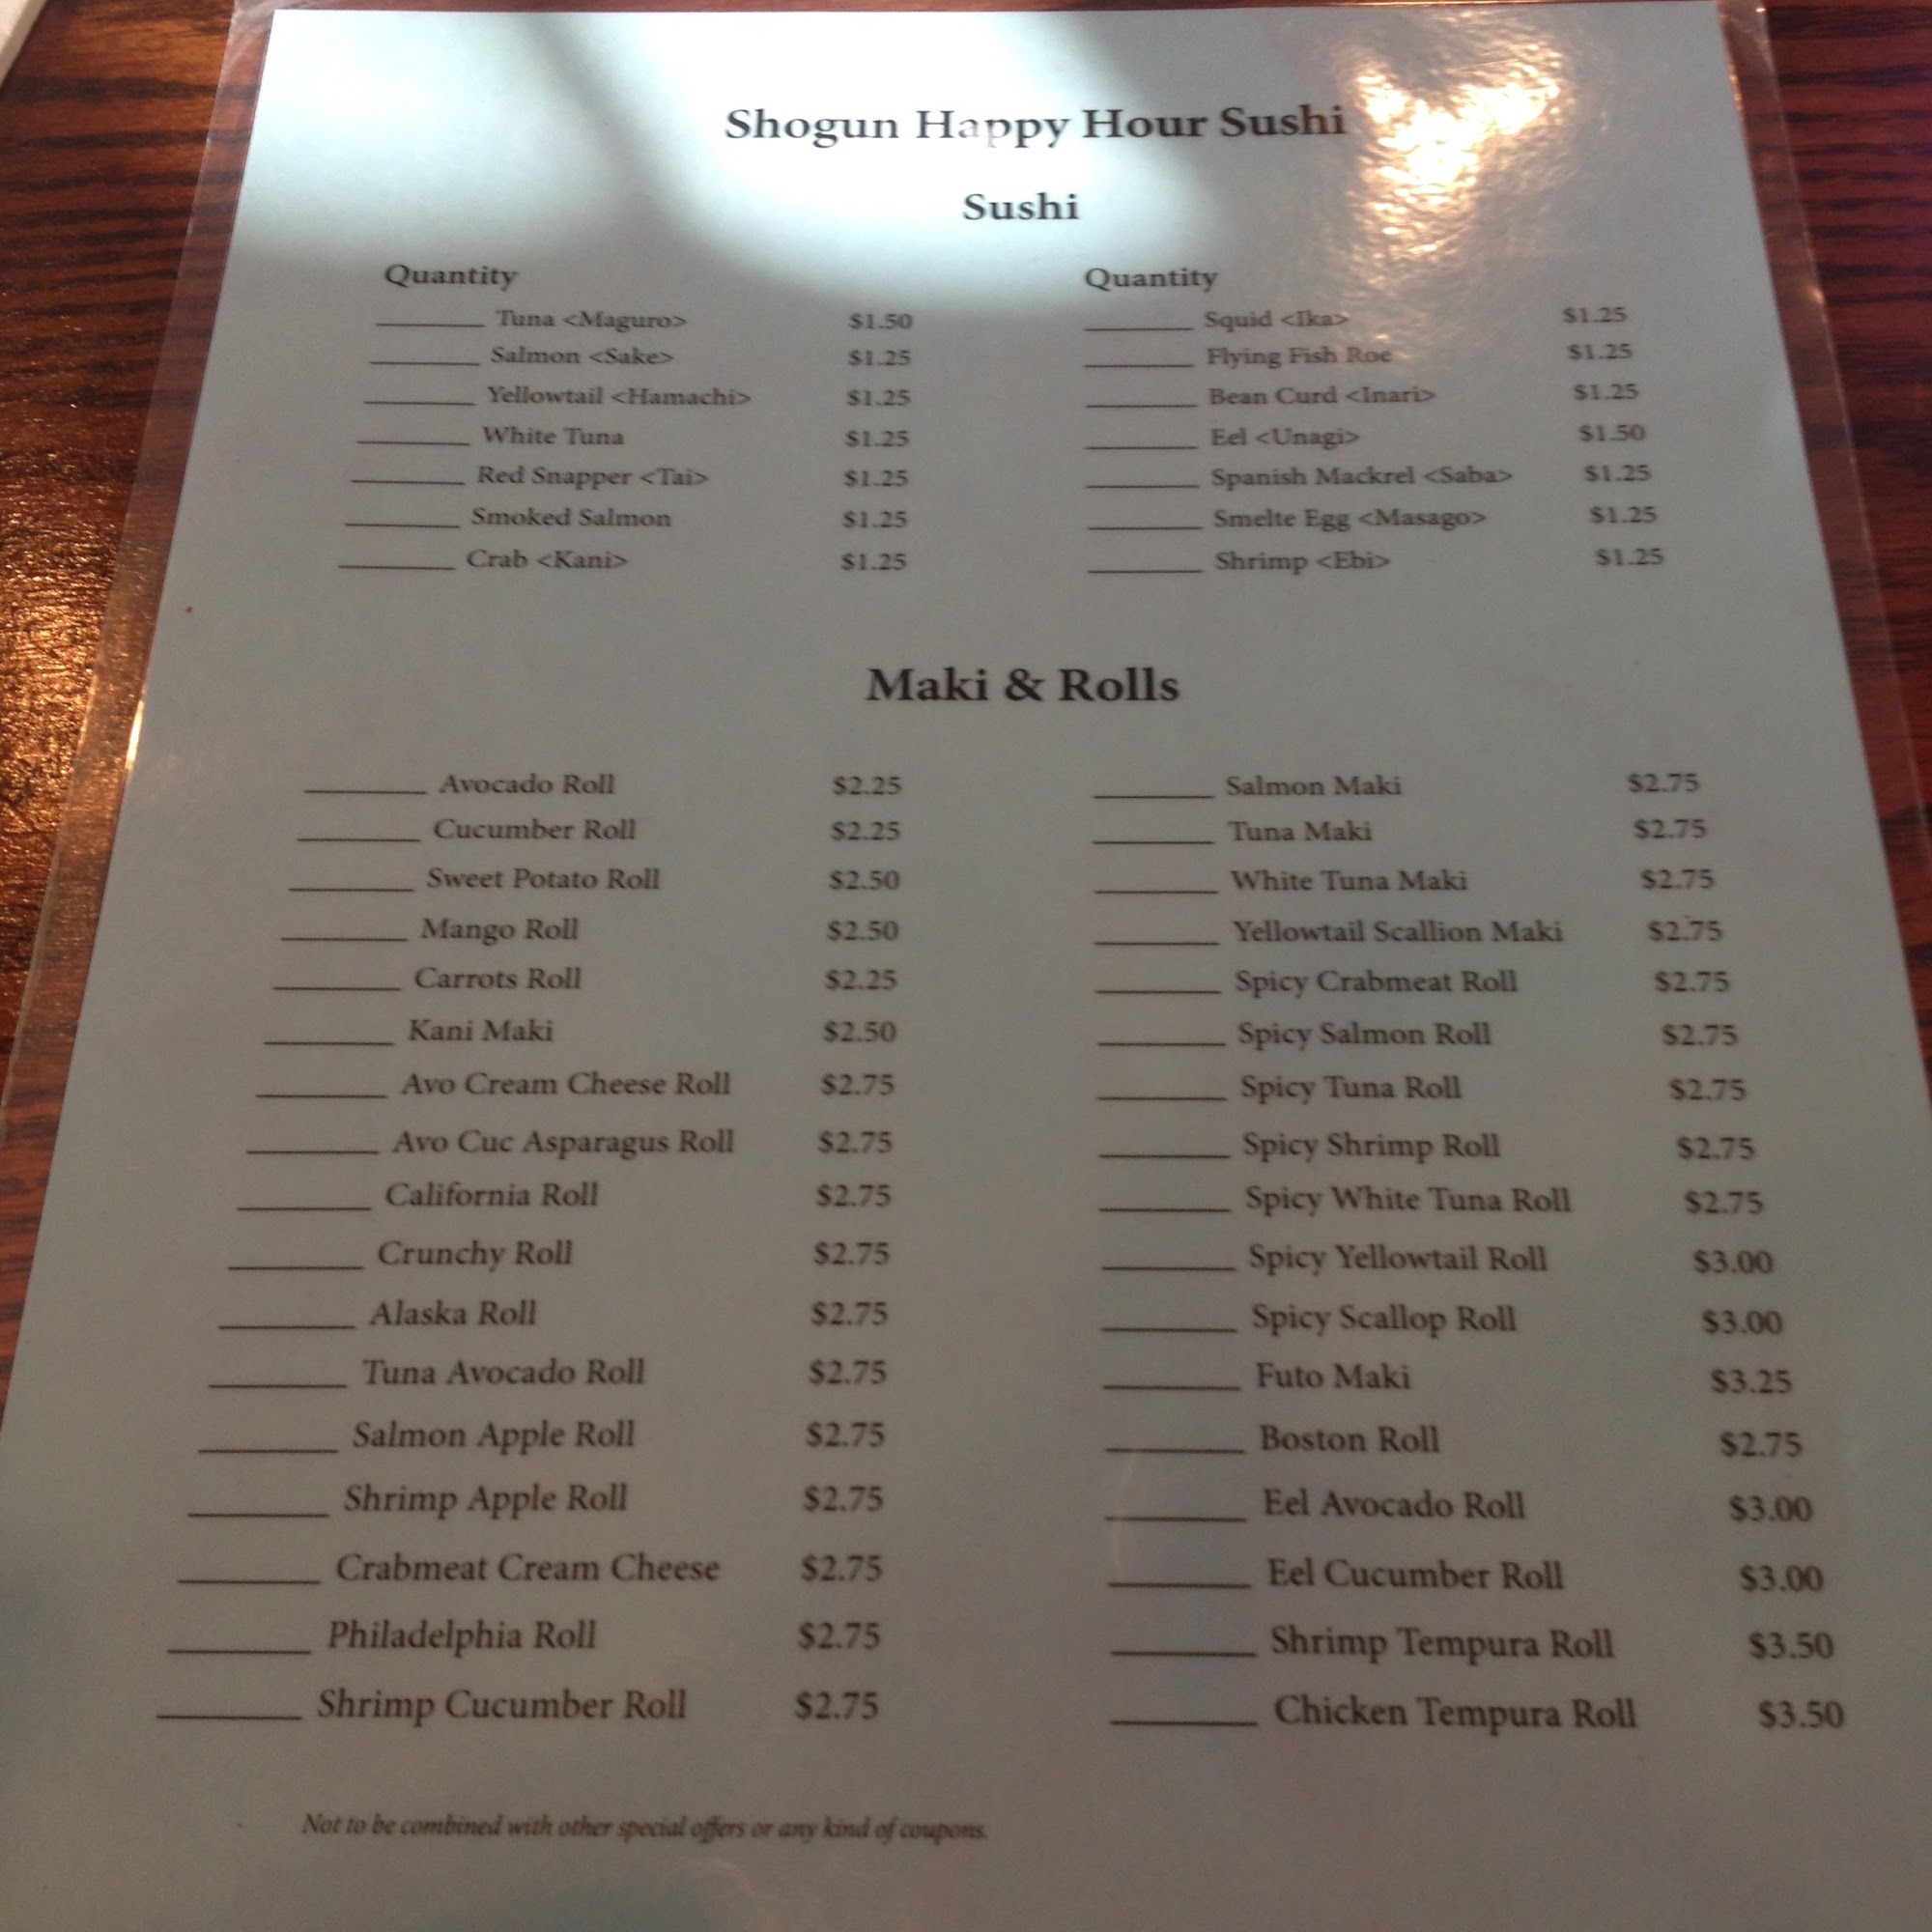 Shogun Happy Hour Sushi
Sushi
Quantity Quantity
Tuna <Maguro> $1.50 Squid <Ika> $1.25
Salmon <Sake> $1.25 Flying Fish Roe $1.25
Yellowtail <Hamachi> $1.25 Bean Curd <Inari> $1.25
White Tuna $1.25 Eel <Unagi> $1.50
Red Snapper <Tai> $1.25 Spanish Mackrel <Saba> $1.25
Smoked Salmon $1.25 Smelte Egg <Masago> $1.25
Crab <Kani> $1.25 Shrimp <Ebi> $1.25
Maki & Rolls
Avocado Roll $2.25 Salmon Maki $2.75
Cucumber Roll $2.25 Tuna Maki $2.75
Sweet Potato Roll $2.50 White Tuna Maki $2.75
Mango Roll $2.50 Yellowtail Scallion Maki $2.75
Carrots Roll $2.25 Spicy Crabmeat Roll $2.75
Kani Maki $2.50 Spicy Salmon Roll $2.75
Avo Cream Cheese Roll $2.75 Spicy Tuna Roll $2.75
Avo Cuc Asparagus Roll $2.75 Spicy Shrimp Roll $2.75
California Roll $2.75 Spicy White Tuna Roll $2.75
Crunchy Roll $2.75 Spicy Yellowtail Roll $3.00
Alaska Roll $2.75 Spicy Scallop Roll $3.00
Tuna Avocado Roll $2.75 Futo Maki $3.25
Salmon Apple Roll $2.75 Boston Roll $2.75
Shrimp Apple Roll $2.75 Eel Avocado Roll $3.00
Crabmeat Cream Cheese $2.75 Eel Cucumber Roll $3.00
Philadelphia Roll $2.75 Shrimp Tempura Roll $3.50
Shrimp Cucumber Roll $2.75 Chicken Tempura Roll $3.50
Not to be combined with other special offers or any kind of coupons.